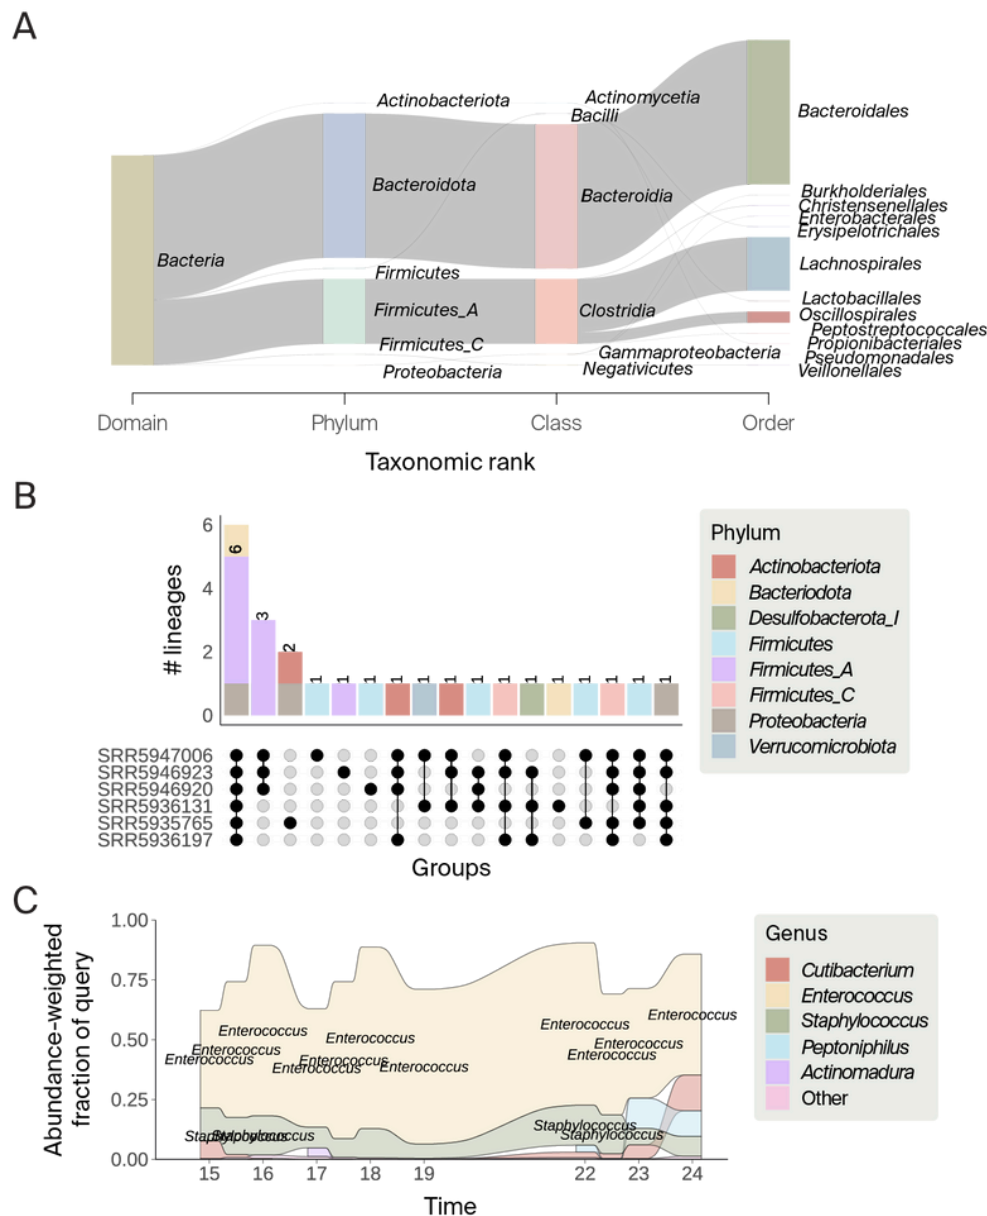 A
Actinobacteriota
Actinomycetia
Bacilli
Bacteroidales
Bacteroidota
Bacteroidia
Burkholderiales
Christensenellales
Enterobacterales
Erysipelotrichales
Bacteria
Firmicutes
Lachnospirales
Lactobacillales
Firmicutes_A
Clostridia
Oscillospirales
Peptostreptococcales
Firmicutes_C
Propionibacteriales
Gammaproteobacteria
Pseudomonadales
Proteobacteria
Negativicutes
Veillonellales
Domain Phylum Class Order
Taxonomic rank
B
# lineages
6
4
2
0
6 3 2 1 1 1 1 1 1 1 1 1 1 1 1 1 1
SRR5947006
SRR5946923
SRR5946920
SRR5936131
SRR5935765
SRR5936197
Groups
Phylum
Actinobacteriota
Bacteriodota
Desulfobacterota_I
Firmicutes
Firmicutes_A
Firmicutes_C
Proteobacteria
Verrucomicrobiota
C
Abundance-weighted
fraction of query
1.00
0.75
0.50
0.25
0.00
Enterococcus
Enterococcus
Enterococcus
Enterococcus
Enterococcus
Enterococcus
Enterococcus
Enterococcus
Enterococcus
Enterococcus
Enterococcus
Staphylococcus
Staphylococcus
Staphylococcus
Staphylococcus
15 16 17 18 19 22 23 24
Time
Genus
Cutibacterium
Enterococcus
Staphylococcus
Peptoniphilus
Actinomadura
Other